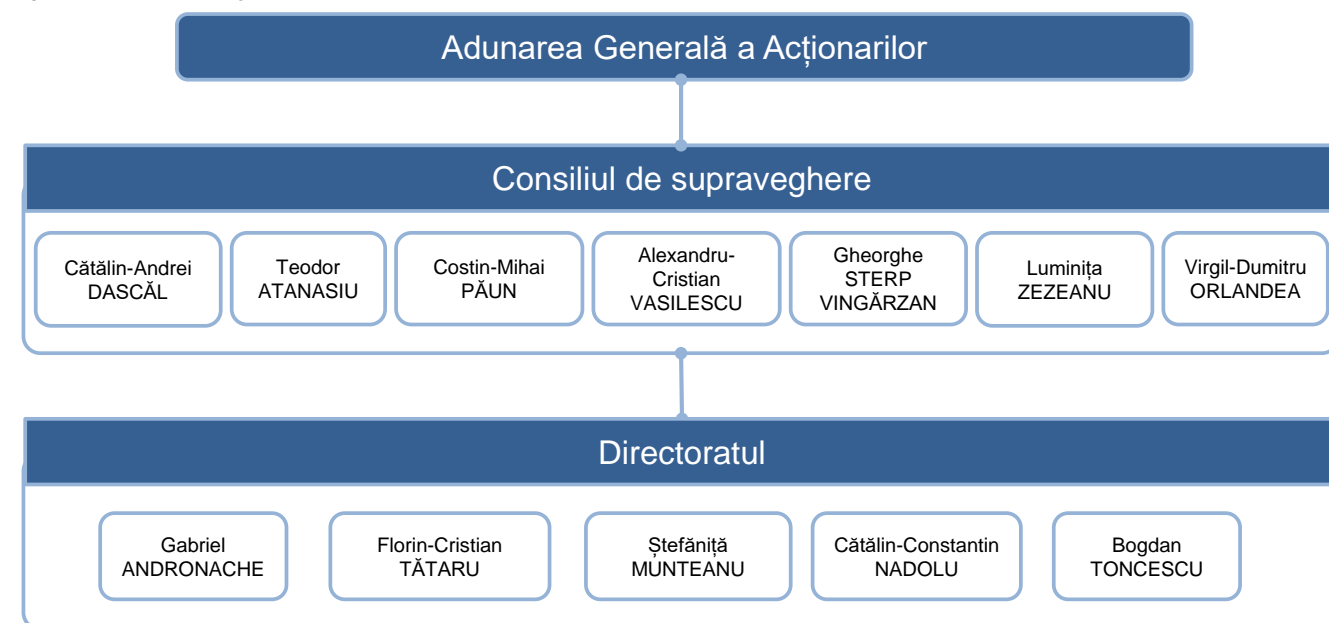 Adunarea Generală a Acționarilor
Consiliul de supraveghere
Cătălin-Andrei
DASCĂL
Teodor
ATANASIU
Costin-Mihai
PĂUN
Alexandru-
Cristian
VASILESCU
Gheorghe
STERP
VINGĂRZAN
Luminița
ZEZEANU
Virgil-Dumitru
ORLANDEA
Directoratul
Gabriel
ANDRONACHE
Florin-Cristian
TĂTARU
Ștefăniță
MUNTEANU
Cătălin-Constantin
NADOLU
Bogdan
TONCESCU